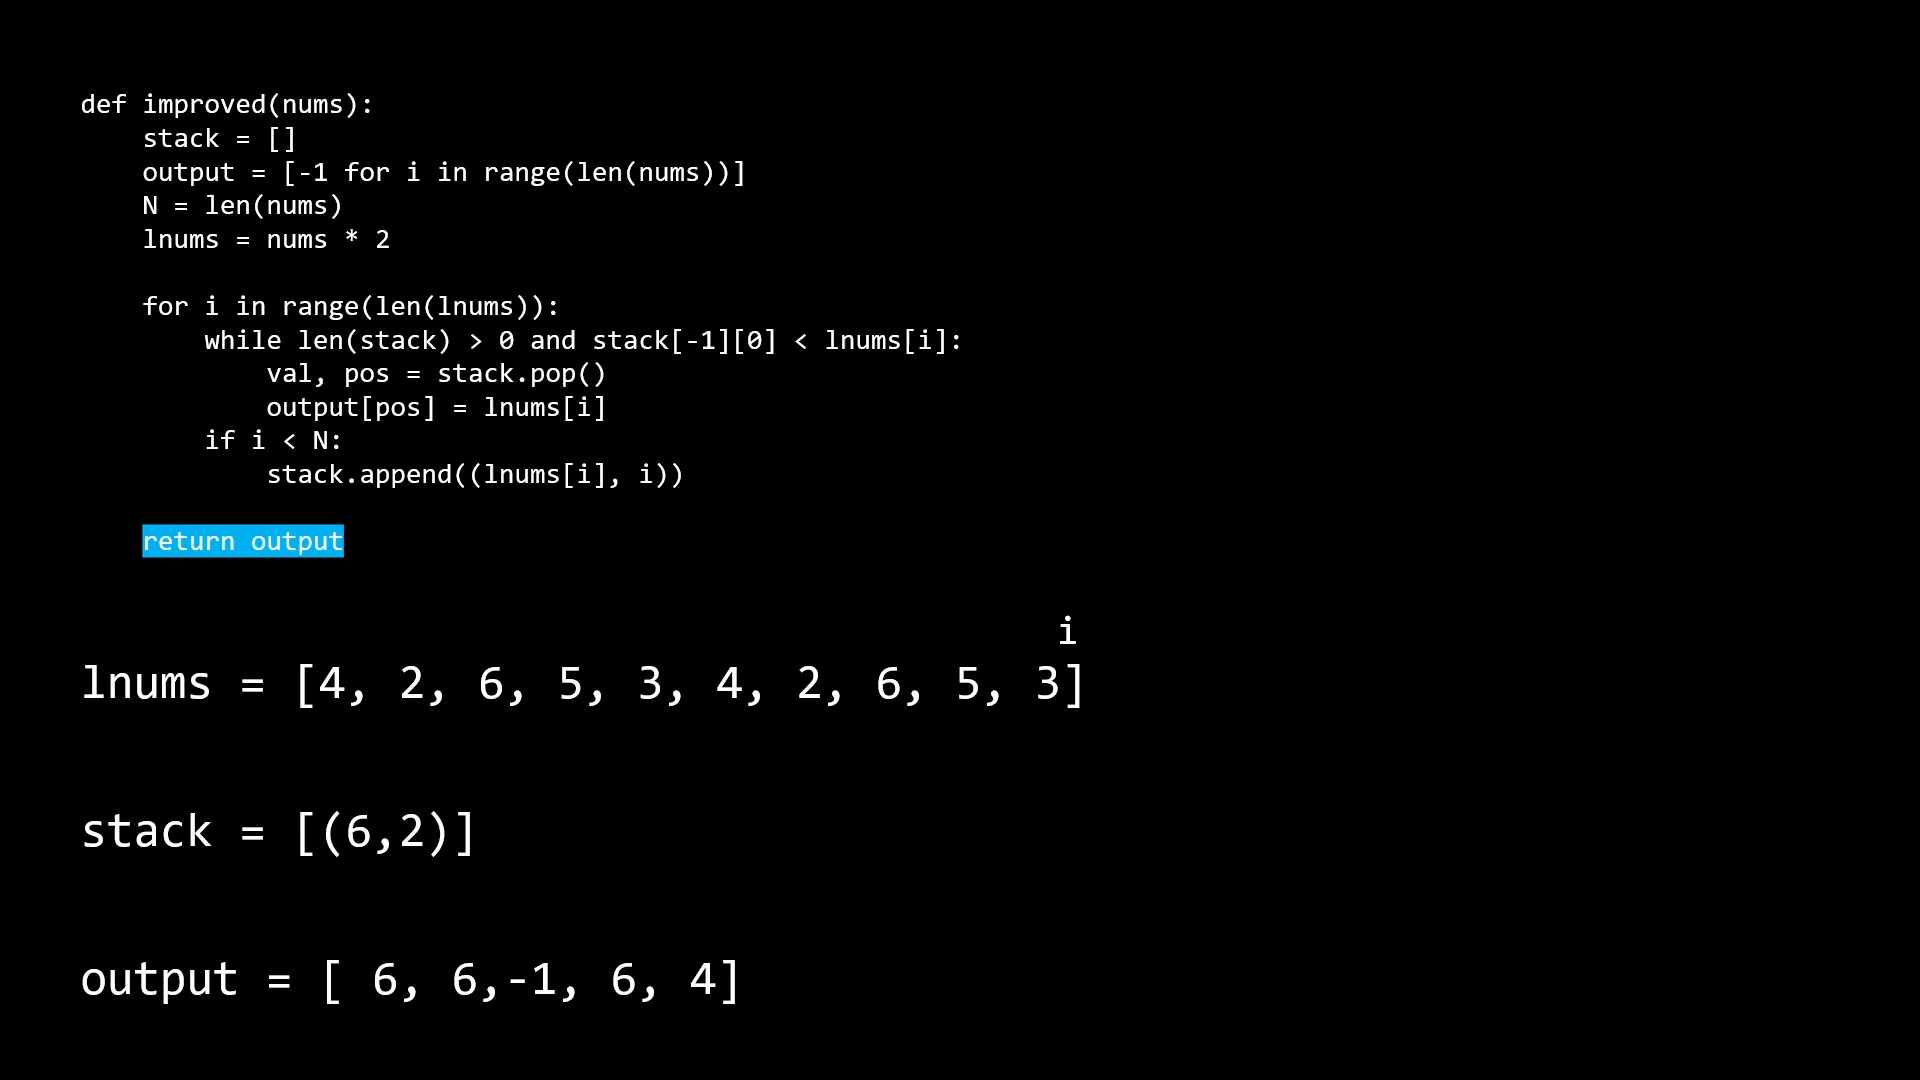 def improved(nums):
    stack = []
    output = [-1 for i in range(len(nums))]
    N = len(nums)
    lnums = nums * 2
    for i in range(len(lnums)):
        while len(stack) > 0 and stack[-1][0] < lnums[i]:
            val, pos = stack.pop()
            output[pos] = lnums[i]
        if i < N:
            stack.append((lnums[i], i))
    return output
i
lnums = [4, 2, 6, 5, 3, 4, 2, 6, 5, 3]
stack = [(6,2)]
output = [ 6, 6,-1, 6, 4]